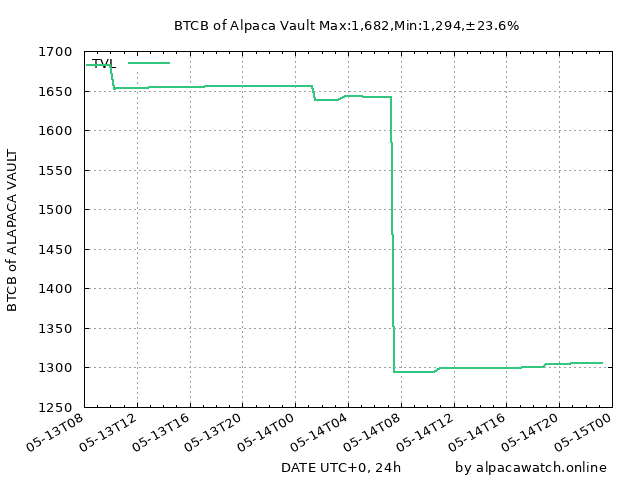 BTCB of Alpaca Vault Max:1,682,Min:1,294,±23.6%
TVL
1700
1650
1600
1550
1500
1450
1400
1350
1300
1250
BTCB of ALAPACA VAULT
05-13T08
05-13T12
05-13T16
05-13T20
05-14T00
05-14T04
05-14T08
05-14T12
05-14T16
05-14T20
05-15T00
DATE UTC+0, 24h
by alpacawatch.online